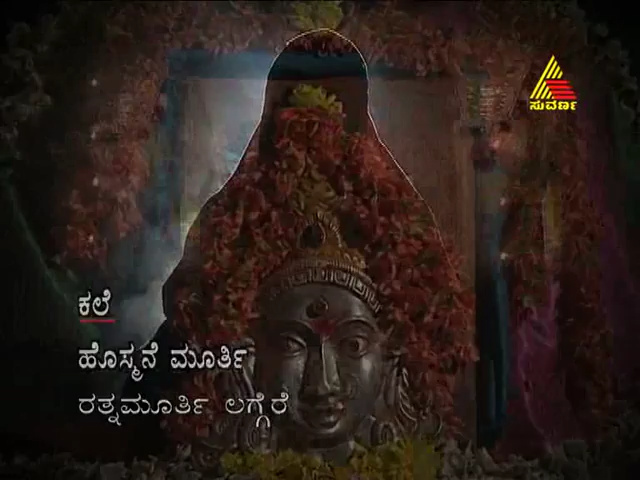 ಸುವರ್ಣ
ಕಲೆ
ಹೊಸ್ಮನೆ ಮೂರ್ತಿ
ರತ್ನಮೂರ್ತಿ ಲಗ್ಗೆರೆ